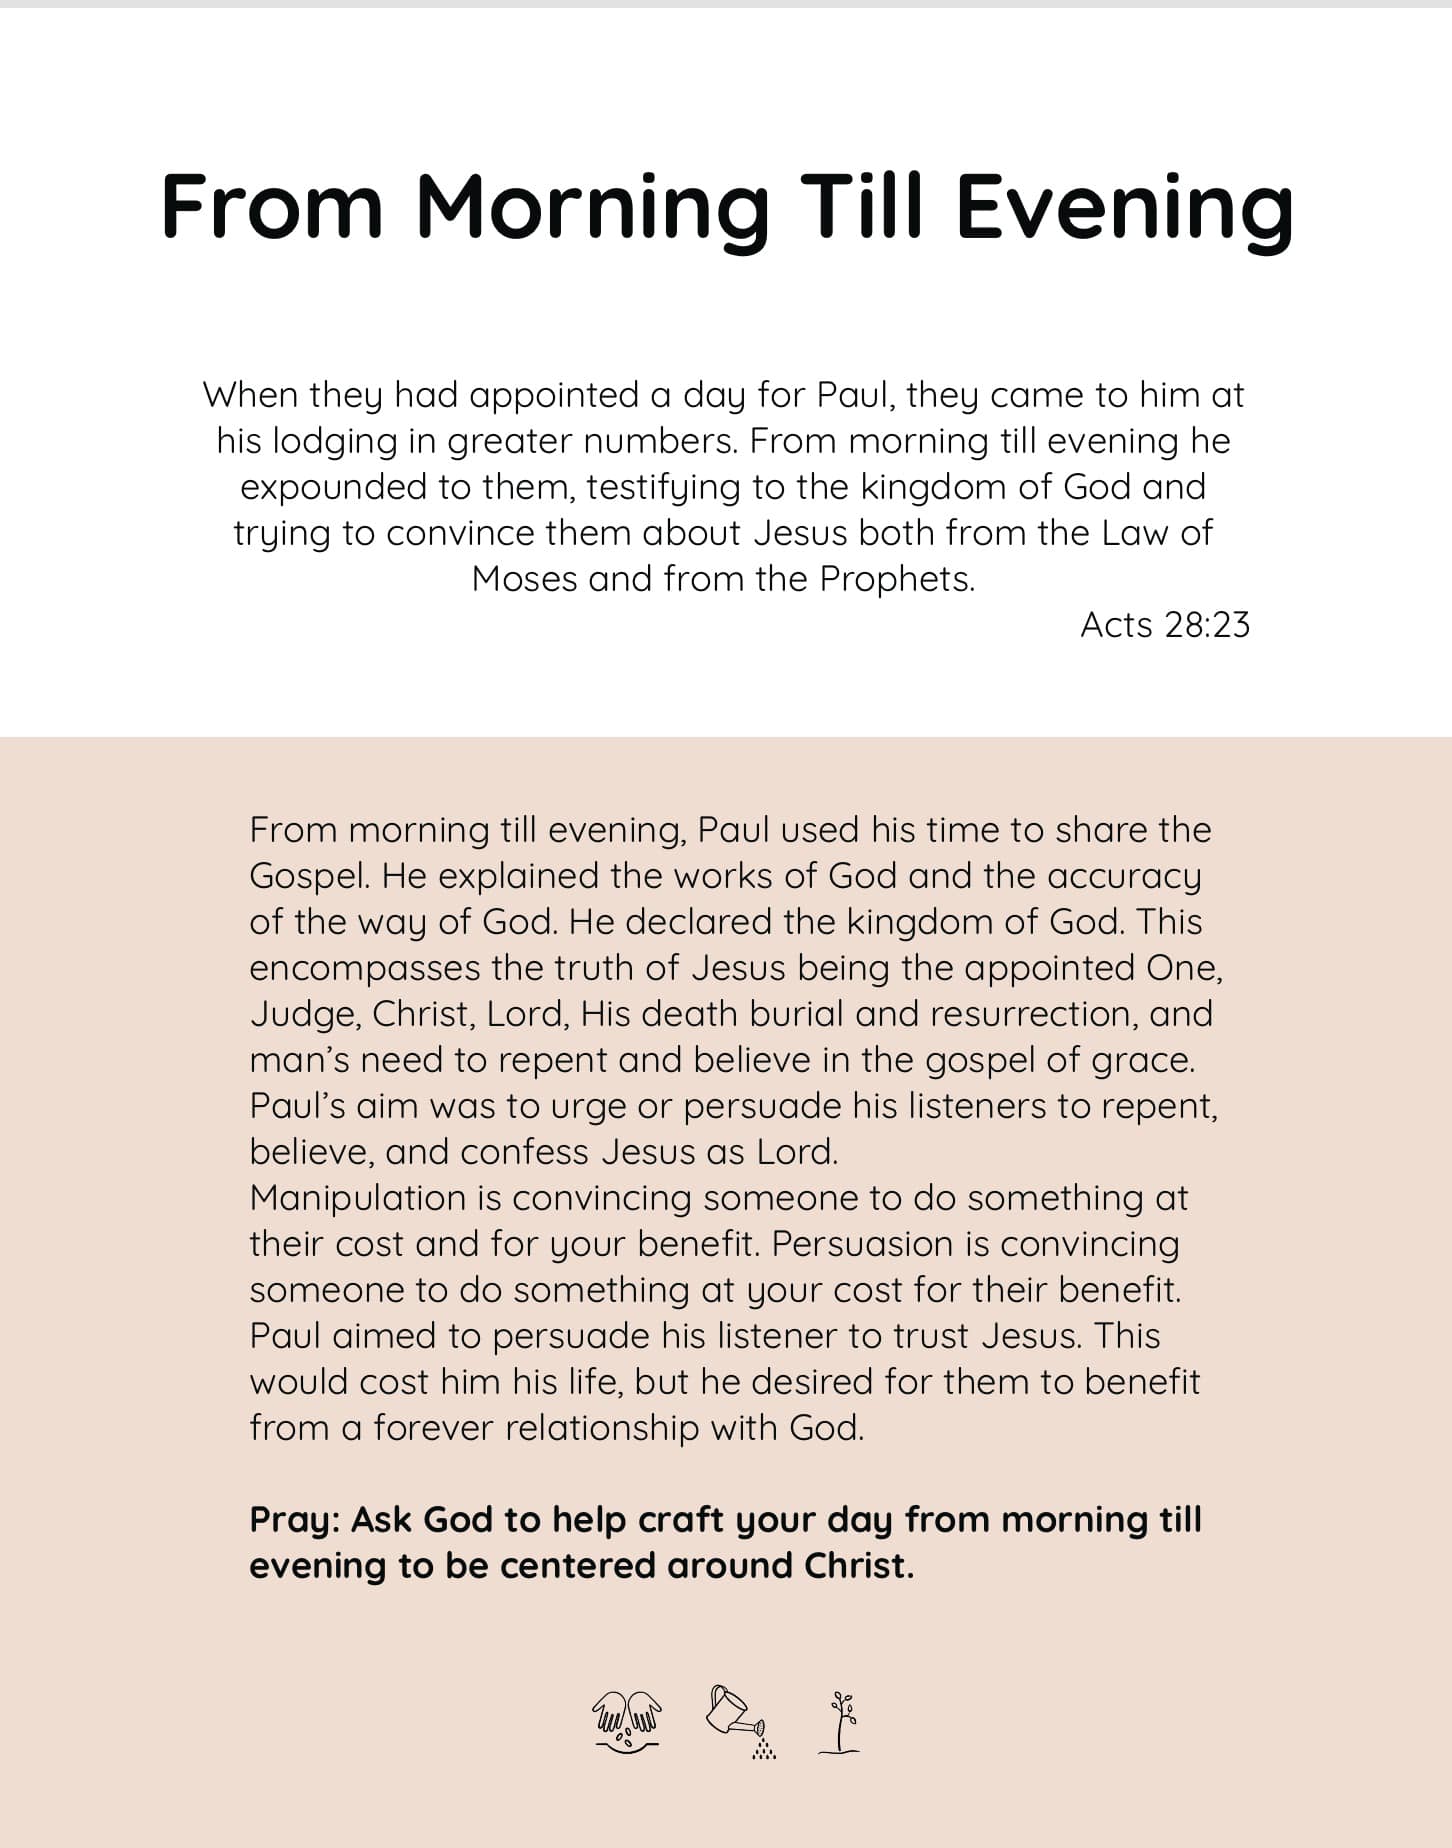 From Morning Till Evening
When they had appointed a day for Paul, they came to him at
his lodging in greater numbers. From morning till evening he
expounded to them, testifying to the kingdom of God and
trying to convince them about Jesus both from the Law of
Moses and from the Prophets.
Acts 28:23
From morning till evening, Paul used his time to share the
Gospel. He explained the works of God and the accuracy
of the way of God. He declared the kingdom of God. This
encompasses the truth of Jesus being the appointed One,
Judge, Christ, Lord, His death burial and resurrection, and
man’s need to repent and believe in the gospel of grace.
Paul’s aim was to urge or persuade his listeners to repent,
believe, and confess Jesus as Lord.
Manipulation is convincing someone to do something at
their cost and for your benefit. Persuasion is convincing
someone to do something at your cost for their benefit.
Paul aimed to persuade his listener to trust Jesus. This
would cost him his life, but he desired for them to benefit
from a forever relationship with God.
Pray: Ask God to help craft your day from morning till
evening to be centered around Christ.